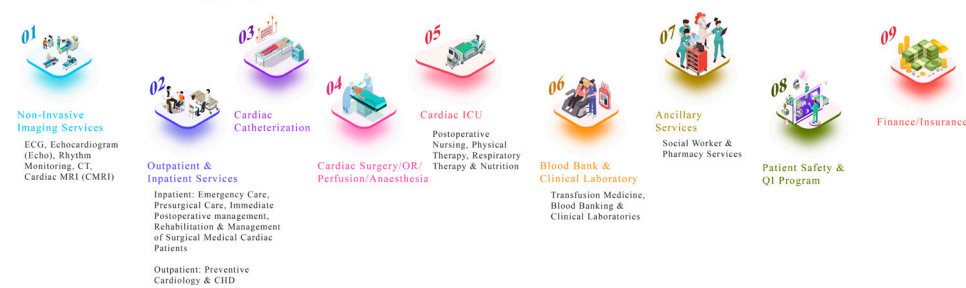 01
Non-Invasive
Imaging Services
ECG, Echocardiogram
(Echo), Rhythm
Monitoring, CT,
Cardiac MRI (CMRI)
02
Outpatient &
Inpatient Services
Inpatient: Emergency Care,
Presurgical Care, Immediate
Postoperative management,
Rehabilitation & Management
of Surgical Medical Cardiac
Patients
Outpatient: Preventive
Cardiology & CHD
03
Cardiac
Catheterization
04
Cardiac Surgery/OR/
Perfusion/Anaesthesia
05
Cardiac ICU
Postoperative
Nursing, Physical
Therapy, Respiratory
Therapy & Nutrition
06
Blood Bank &
Clinical Laboratory
Transfusion Medicine,
Blood Banking &
Clinical Laboratories
07
Ancillary
Services
Social Worker &
Pharmacy Services
08
Patient Safety &
QI Program
09
Finance/Insurance